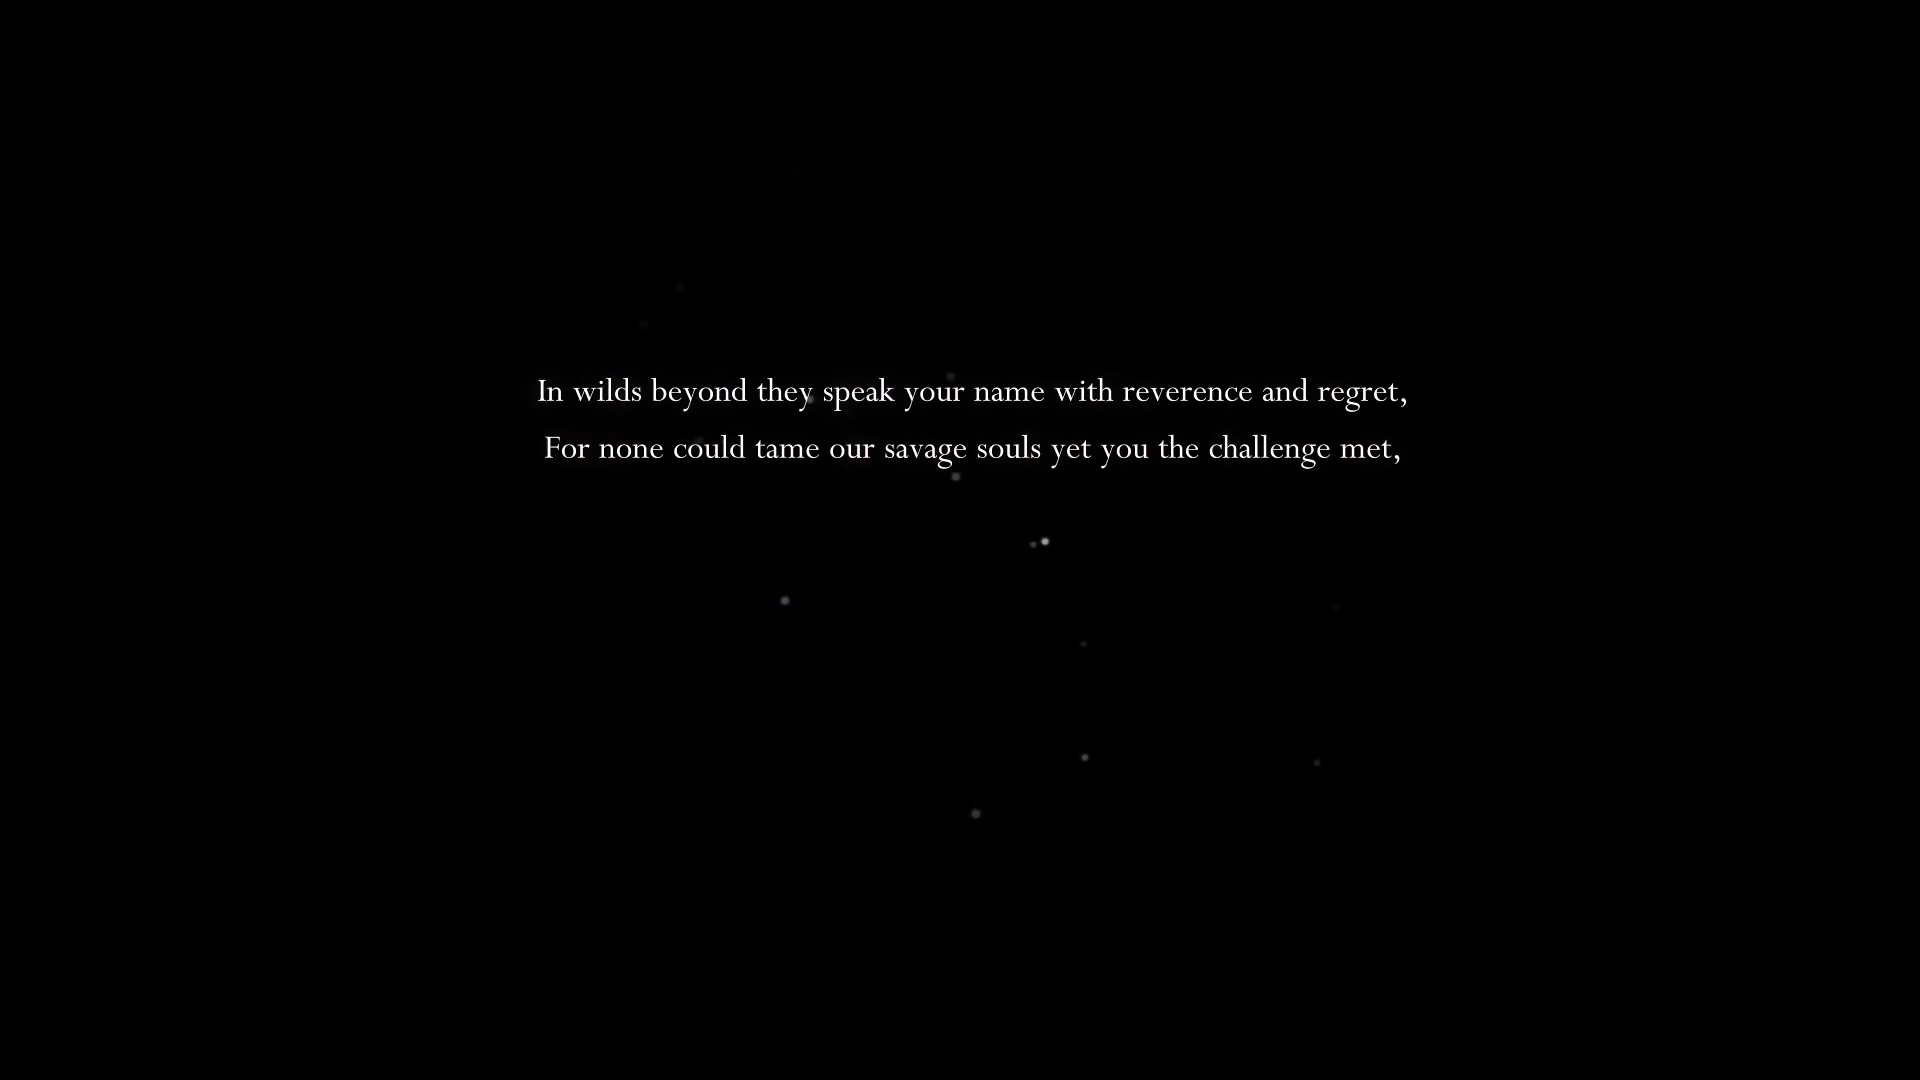 In wilds beyond they speak your name with reverence and regret,
For none could tame our savage souls yet you the challenge met,